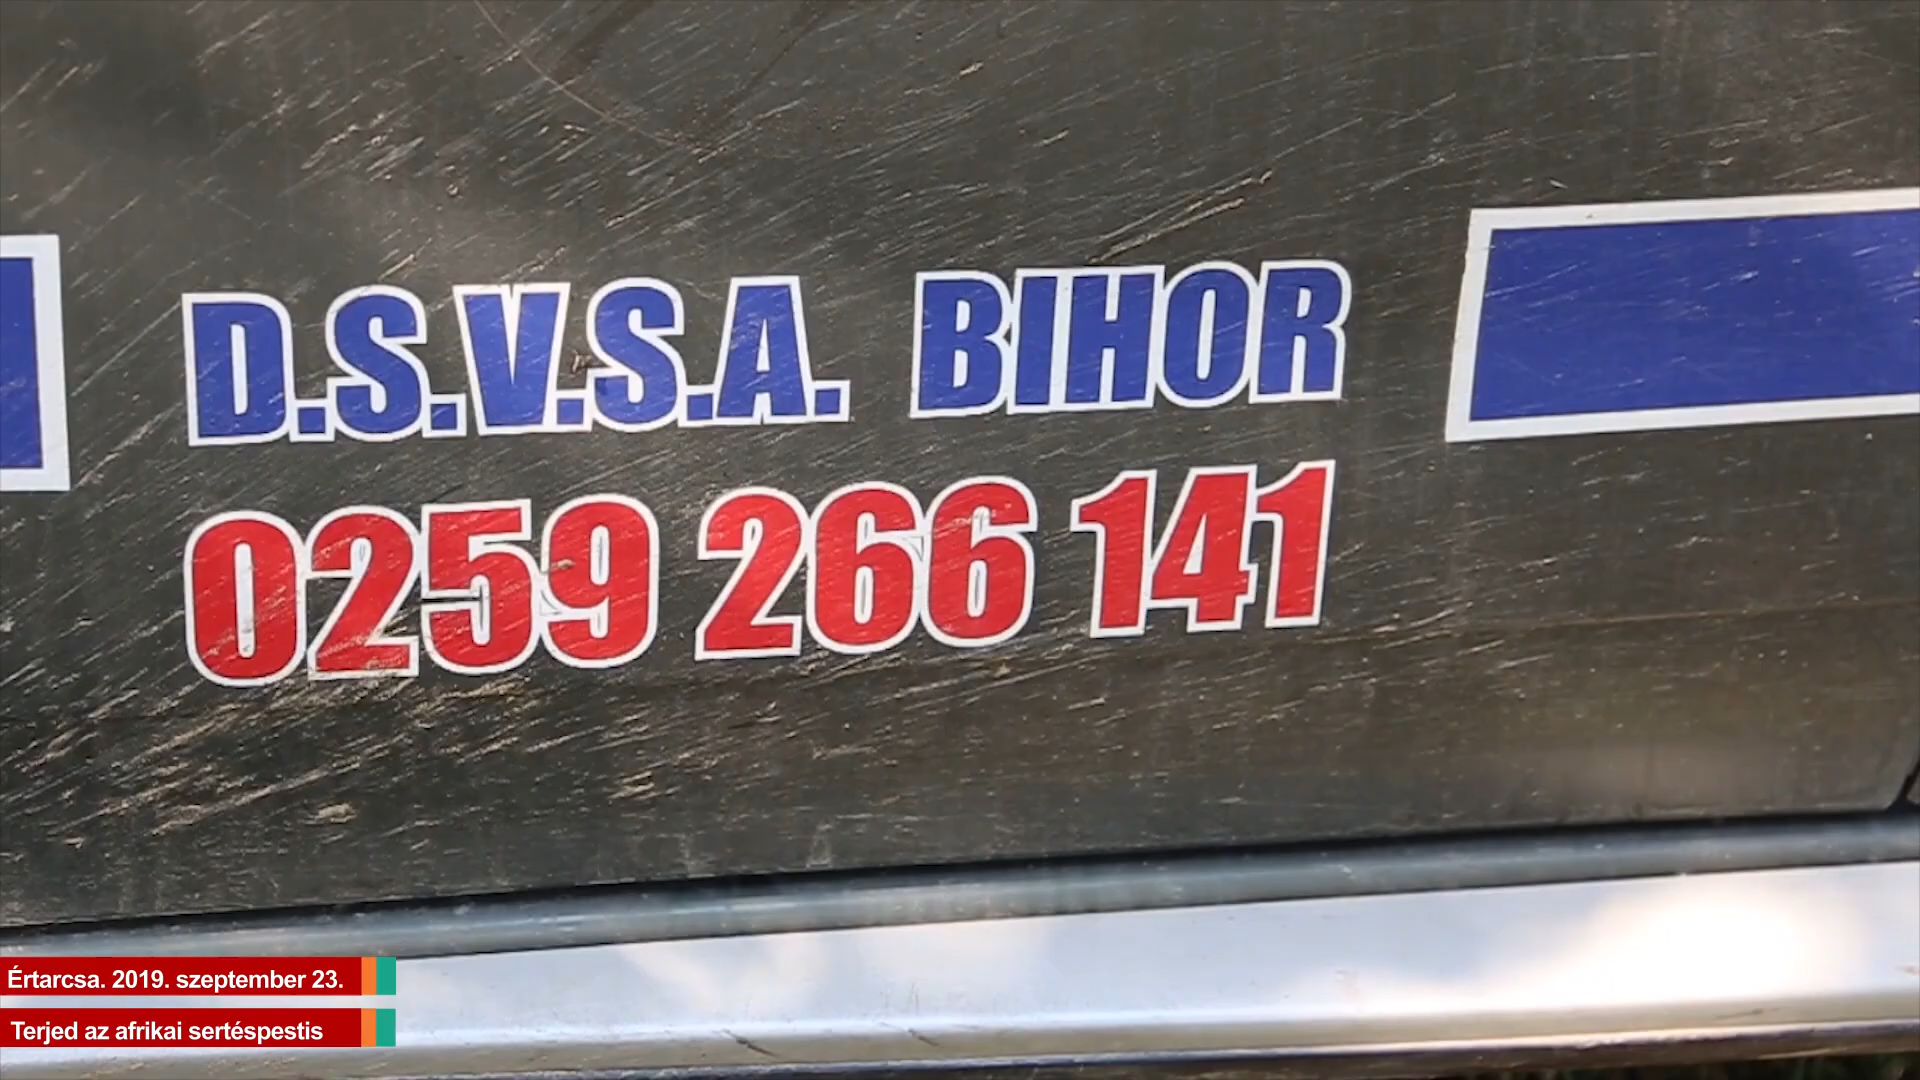 D.S.V.S.A. BIHOR
0259 266 141
Értarcsa. 2019. szeptember 23.
Terjed az afrikai sertéspestis